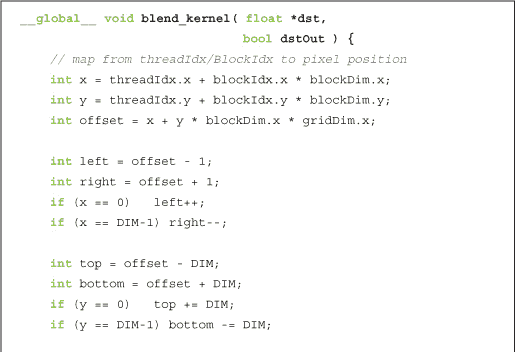 __global__ void blend_kernel( float *dst,
bool dstOut ) {
// map from threadIdx/BlockIdx to pixel position
int x = threadIdx.x + blockIdx.x * blockDim.x;
int y = threadIdx.y + blockIdx.y * blockDim.y;
int offset = x + y * blockDim.x * gridDim.x;
int left = offset - 1;
int right = offset + 1;
if (x == 0) left++;
if (x == DIM-1) right--;
int top = offset - DIM;
int bottom = offset + DIM;
if (y == 0) top += DIM;
if (y == DIM-1) bottom -= DIM;